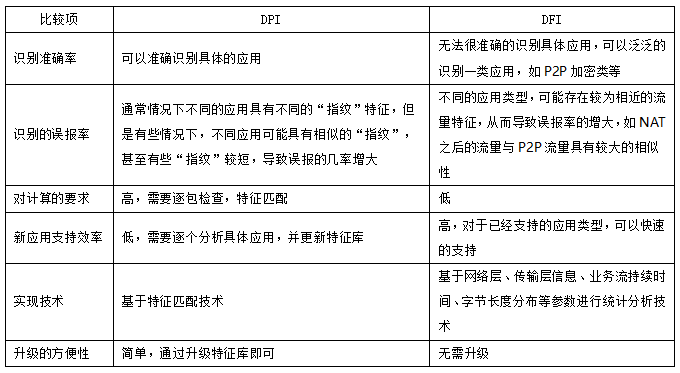 比较项
DPI
DFI
识别准确率
可以准确识别具体的应用
无法很准确的识别具体应用，可以泛泛的
识别一类应用，如 P2P 加密类等
识别的误报率
通常情况下不同的应用具有不同的“指纹”特征，但
是有些情况下，不同应用可能具有相似的“指纹”，
甚至有些“指纹”较短，导致误报的几率增大
不同的应用类型，可能存在较为相近的流
量特征，从而导致误报率的增大，如 NAT
之后的流量与 P2P 流量具有较大的相似
性
对计算的要求
高，需要逐包检查，特征匹配
低
新应用支持效率
低，需要逐个分析具体应用，并更新特征库
高，对于已经支持的应用类型，可以快速
的支持
实现技术
基于特征匹配技术
基于网络层、传输层信息、业务流持续时
间、字节长度分布等参数进行统计分析技
术
升级的方便性
简单，通过升级特征库即可
无需升级